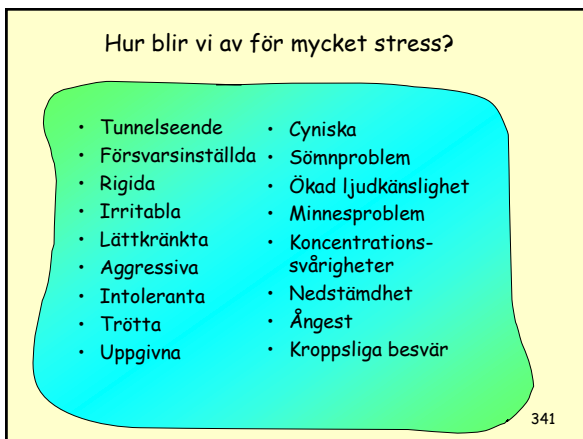 Hur blir vi av för mycket stress?
• Tunnelseende
• Försvarsinställda
• Rigida
• Irritabla
• Lättkränkta
• Aggressiva
• Intoleranta
• Trötta
• Uppgivna
• Cyniska
• Sömnproblem
• Ökad ljudkänslighet
• Minnesproblem
• Koncentrations-
svårigheter
• Nedstämdhet
• Ångest
• Kroppsliga besvär
341